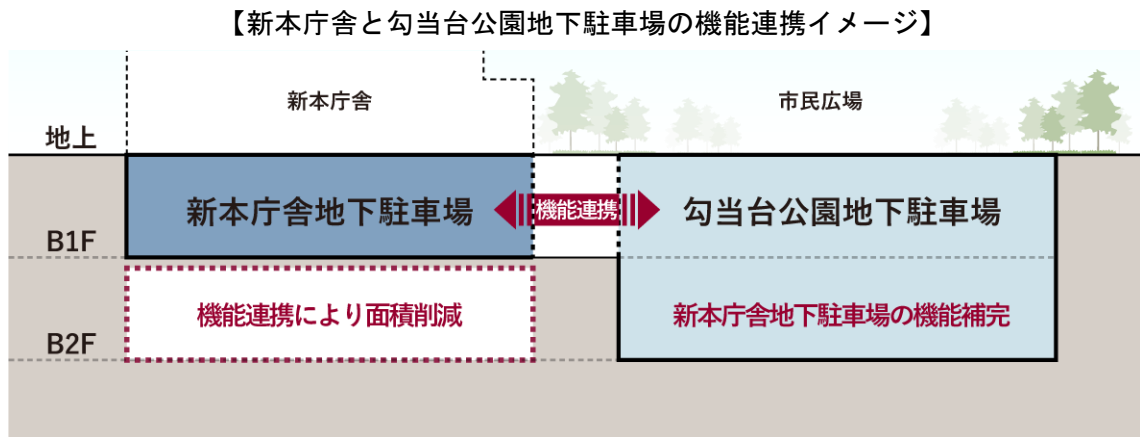 【新本庁舎と勾当台公園地下駐車場の機能連携イメージ】
新本庁舎
市民広場
地上
新本庁舎地下駐車場
機能連携
勾当台公園地下駐車場
B1F
機能連携により面積削減
新本庁舎地下駐車場の機能補完
B2F